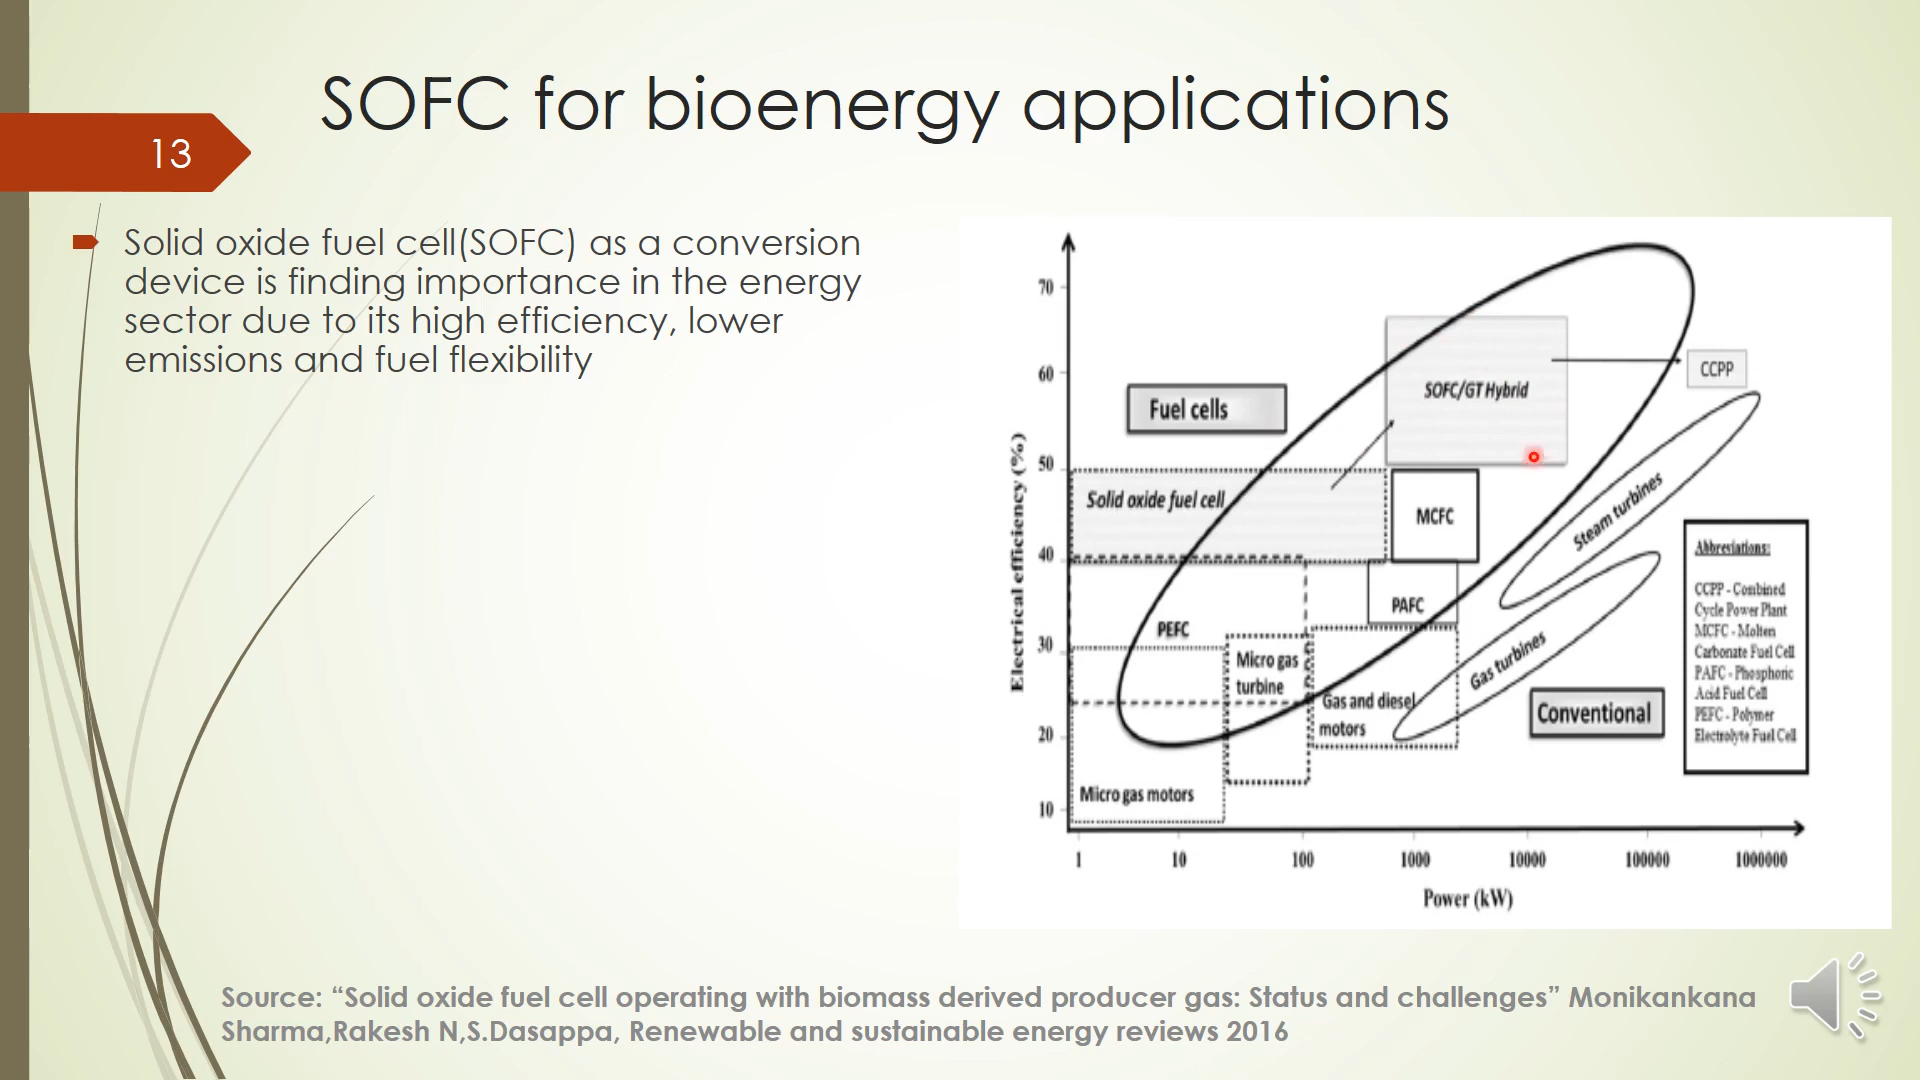 SOFC for bioenergy applications
13
Solid oxide fuel cell(SOFC) as a conversion
device is finding importance in the energy
sector due to its high efficiency, lower
emissions and fuel flexibility
Electrical efficiency (%)
70
60
50
40
30
20
10
Fuel cells
SOFC/GT Hybrid
CCPP
Solid oxide fuel cell
MCFC
PAFC
PEFC
Micro gas
turbine
Gas and diesel
motors
Micro gas motors
Steam turbines
Gas turbines
Conventional
Abbreviations:
CCPP - Combined
Cycle Power Plant
MCFC - Molten
Carbonate Fuel Cell
PAFC - Phosphoric
Acid Fuel Cell
PEFC - Polymer
Electrolyte Fuel Cell
1 10 100 1000 10000 100000 1000000
Power (kW)
Source: “Solid oxide fuel cell operating with biomass derived producer gas: Status and challenges” Monikankana
Sharma,Rakesh N,S.Dasappa, Renewable and sustainable energy reviews 2016